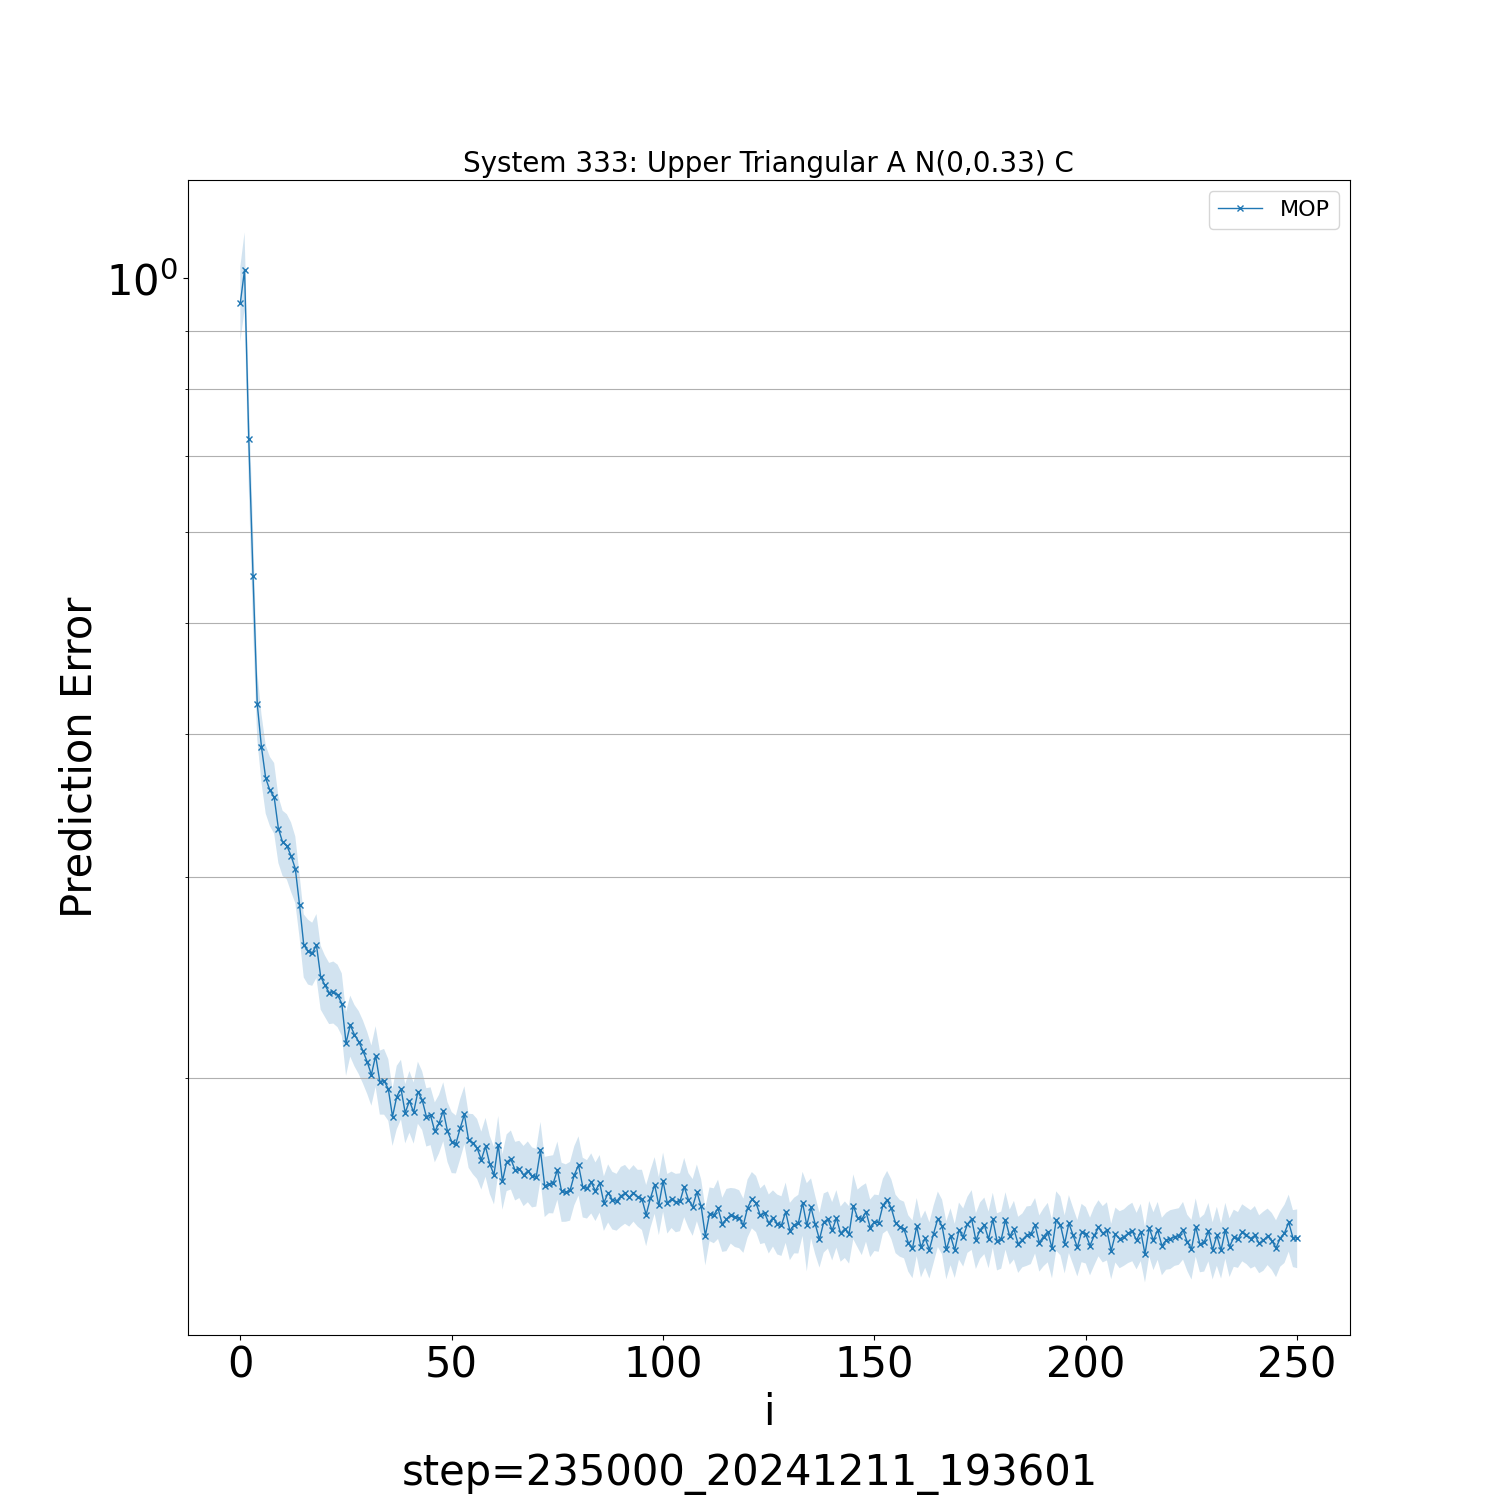 System 333: Upper Triangular A N(0,0.33) C
MOP
10⁰
Prediction Error
0 50 100 150 200 250
i
step=235000_20241211_193601